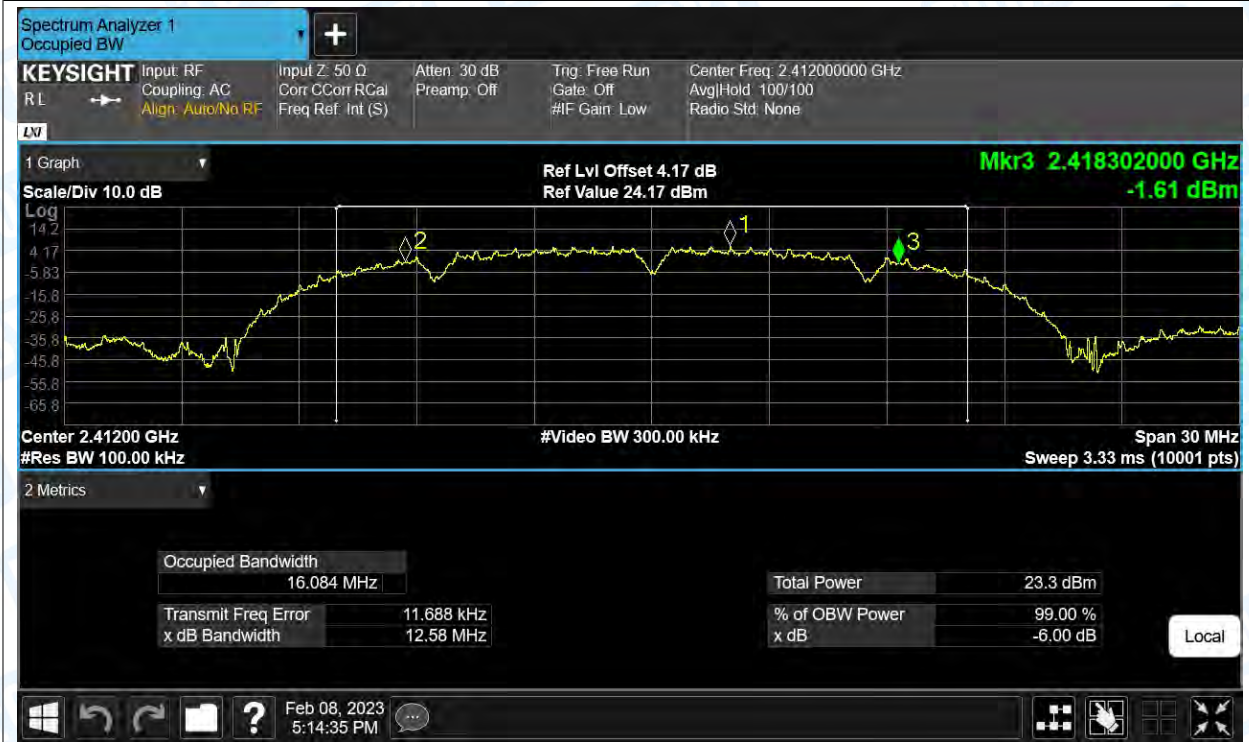 Spectrum Analyzer 1
Occupied BW
KEYSIGHT
R L
LXI
Input: RF
Coupling: AC
Align: Auto/No RF
Input Z: 50 Ω
Corr CCorr RCal
Freq Ref: Int (S)
Atten: 30 dB
Preamp: Off
Trig: Free Run
Gate: Off
#IF Gain: Low
Center Freq: 2.412000000 GHz
Avg|Hold: 100/100
Radio Std: None
1 Graph
Scale/Div 10.0 dB
Ref Lvl Offset 4.17 dB
Ref Value 24.17 dBm
Mkr3 2.418302000 GHz
-1.61 dBm
Log
14.2
4.17
-5.83
-15.8
-25.8
-35.8
-45.8
-55.8
-65.8
2
1
3
Center 2.41200 GHz
#Video BW 300.00 kHz
Span 30 MHz
#Res BW 100.00 kHz
Sweep 3.33 ms (10001 pts)
2 Metrics
Occupied Bandwidth
16.084 MHz
Total Power 23.3 dBm
Transmit Freq Error 11.688 kHz
% of OBW Power 99.00 %
x dB Bandwidth 12.58 MHz
x dB -6.00 dB
Local
?
Feb 08, 2023
5:14:35 PM